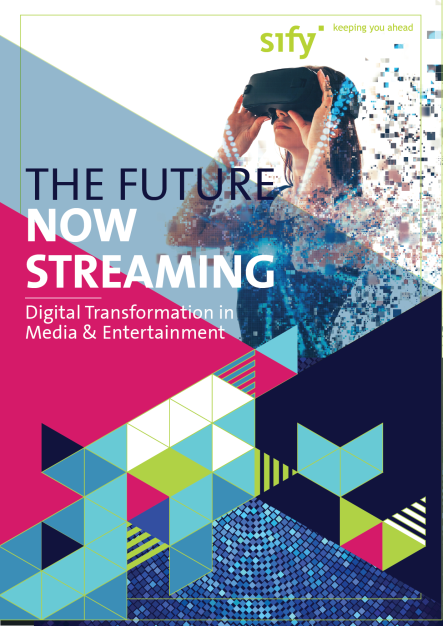 sify
keeping you ahead
THE FUTURE
NOW
STREAMING
Digital Transformation in
Media & Entertainment